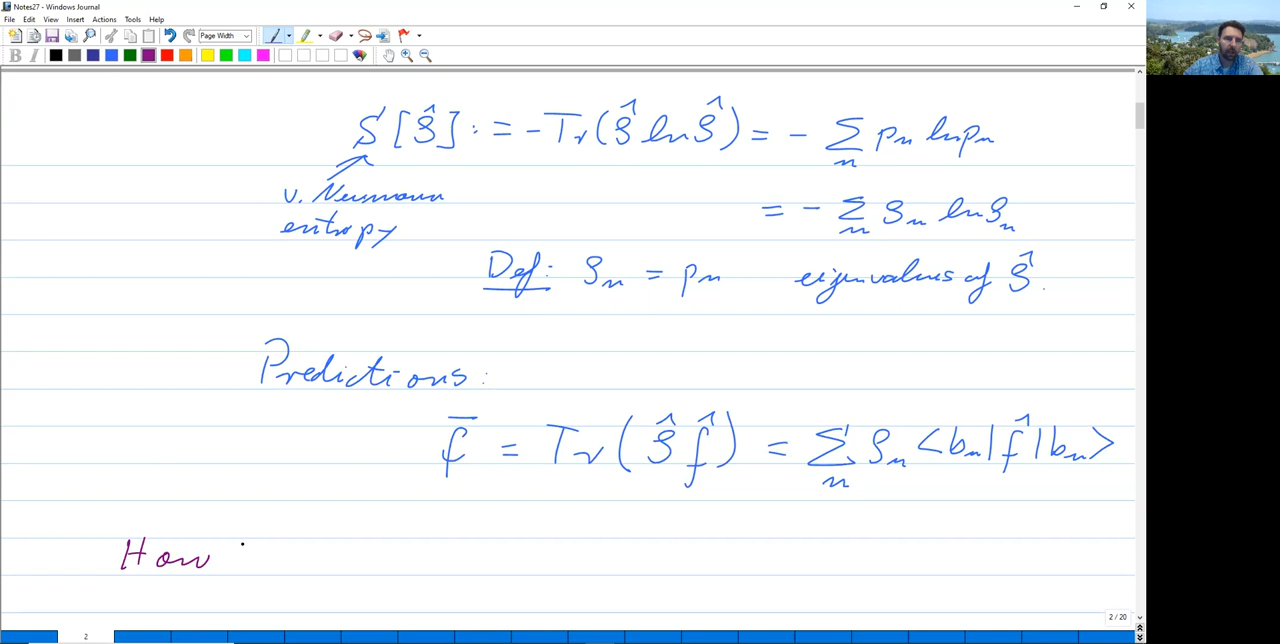 Notes27 - Windows Journal
File Edit View Insert Actions Tools Help
Page Width
B I
S[ρ̂] := -Tr(ρ̂ ln ρ̂) = - Σ_n p_n ln p_n
v. Neumann
entropy
= - Σ_n ρ_n ln ρ_n
Def: ρ_n = p_n eigenvalues of ρ̂.
Predictions:
f̄ = Tr(ρ̂ f̂) = Σ_n ρ_n <b_n|f̂|b_n>
How
2 / 20
2